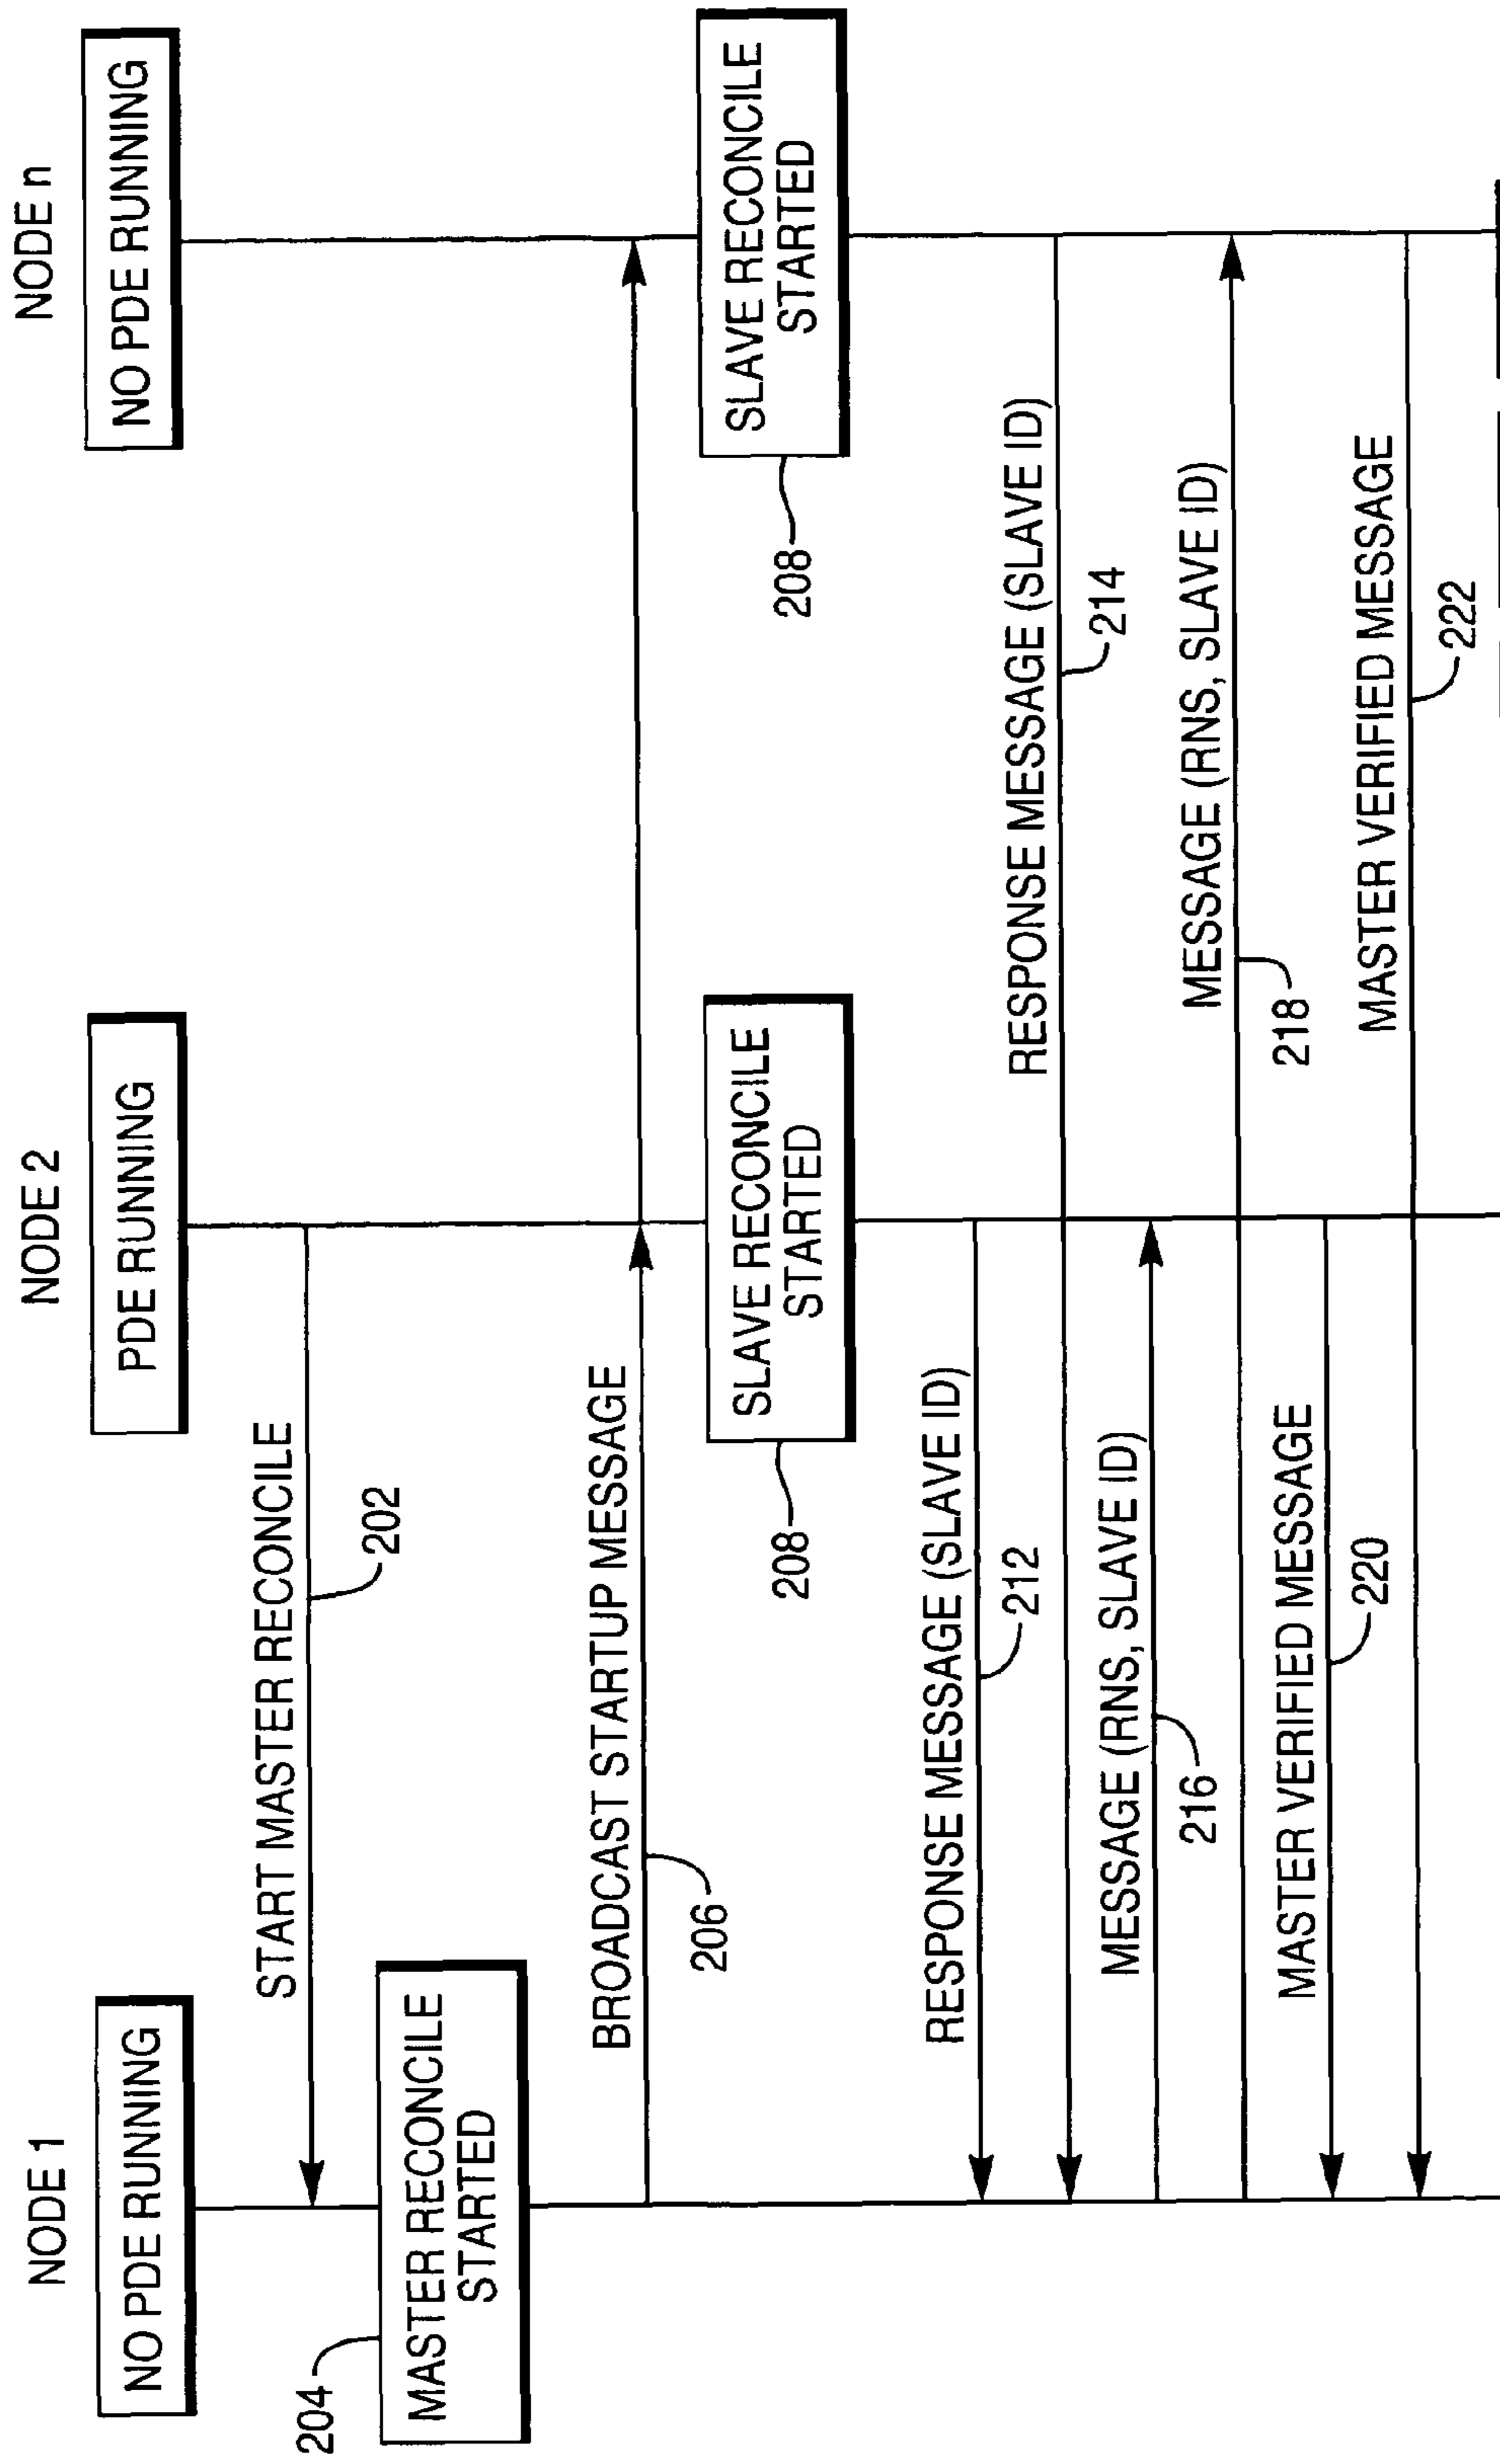 NODE 1
NODE 2
NODE n
NO PDE RUNNING
PDE RUNNING
NO PDE RUNNING
START MASTER RECONCILE
202
204
MASTER RECONCILE
STARTED
BROADCAST STARTUP MESSAGE
206
SLAVE RECONCILE
STARTED
208
SLAVE RECONCILE
STARTED
208
RESPONSE MESSAGE (SLAVE ID)
212
RESPONSE MESSAGE (SLAVE ID)
214
MESSAGE (RNS, SLAVE ID)
216
MESSAGE (RNS, SLAVE ID)
218
MASTER VERIFIED MESSAGE
220
MASTER VERIFIED MESSAGE
222